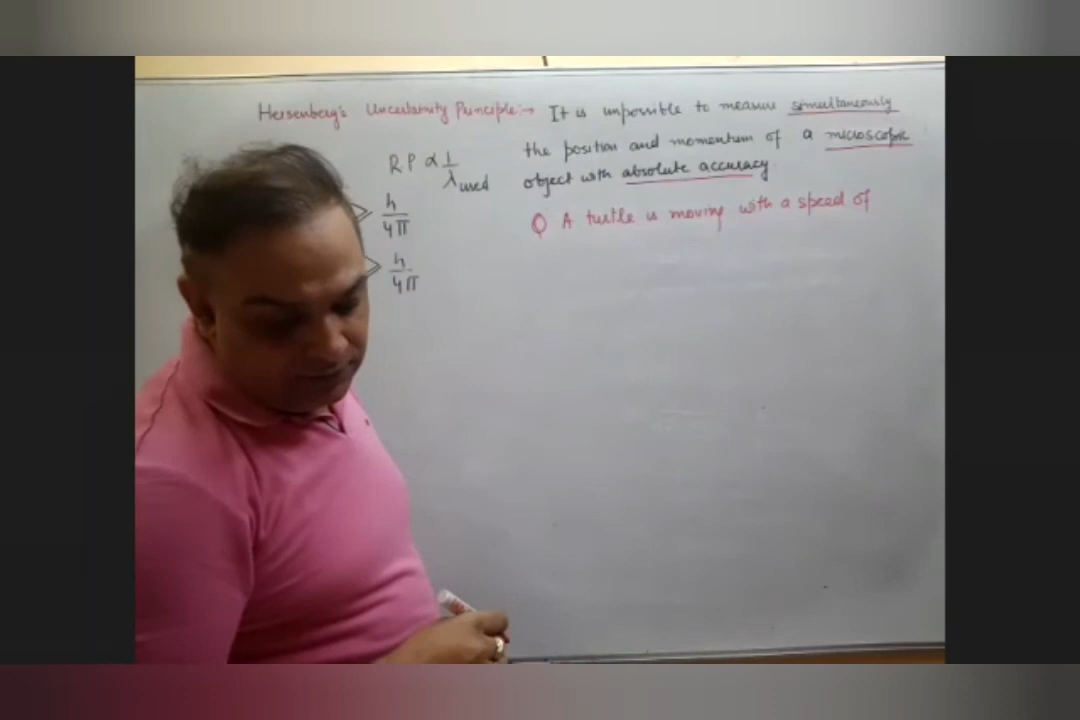 Heisenberg's Uncertainity Principle:→ It is impossible to measure simultaneously
the position and momentum of a microscopic
object with absolute accuracy
R P ∝ 1/λ used
≥ h/4π
≥ h/4π
Q A turtle is moving with a speed of